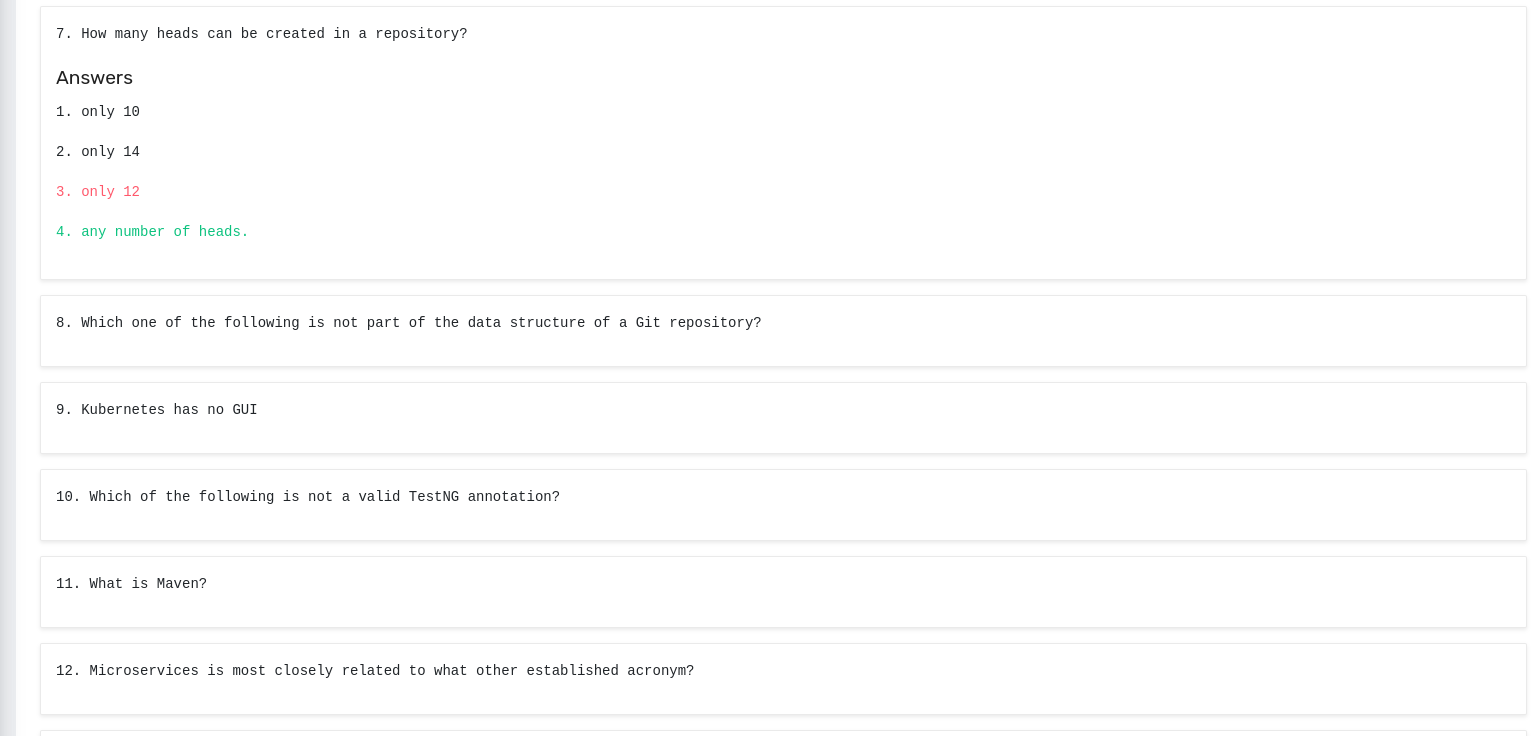 7. How many heads can be created in a repository?
Answers
1. only 10
2. only 14
3. only 12
4. any number of heads.
8. Which one of the following is not part of the data structure of a Git repository?
9. Kubernetes has no GUI
10. Which of the following is not a valid TestNG annotation?
11. What is Maven?
12. Microservices is most closely related to what other established acronym?